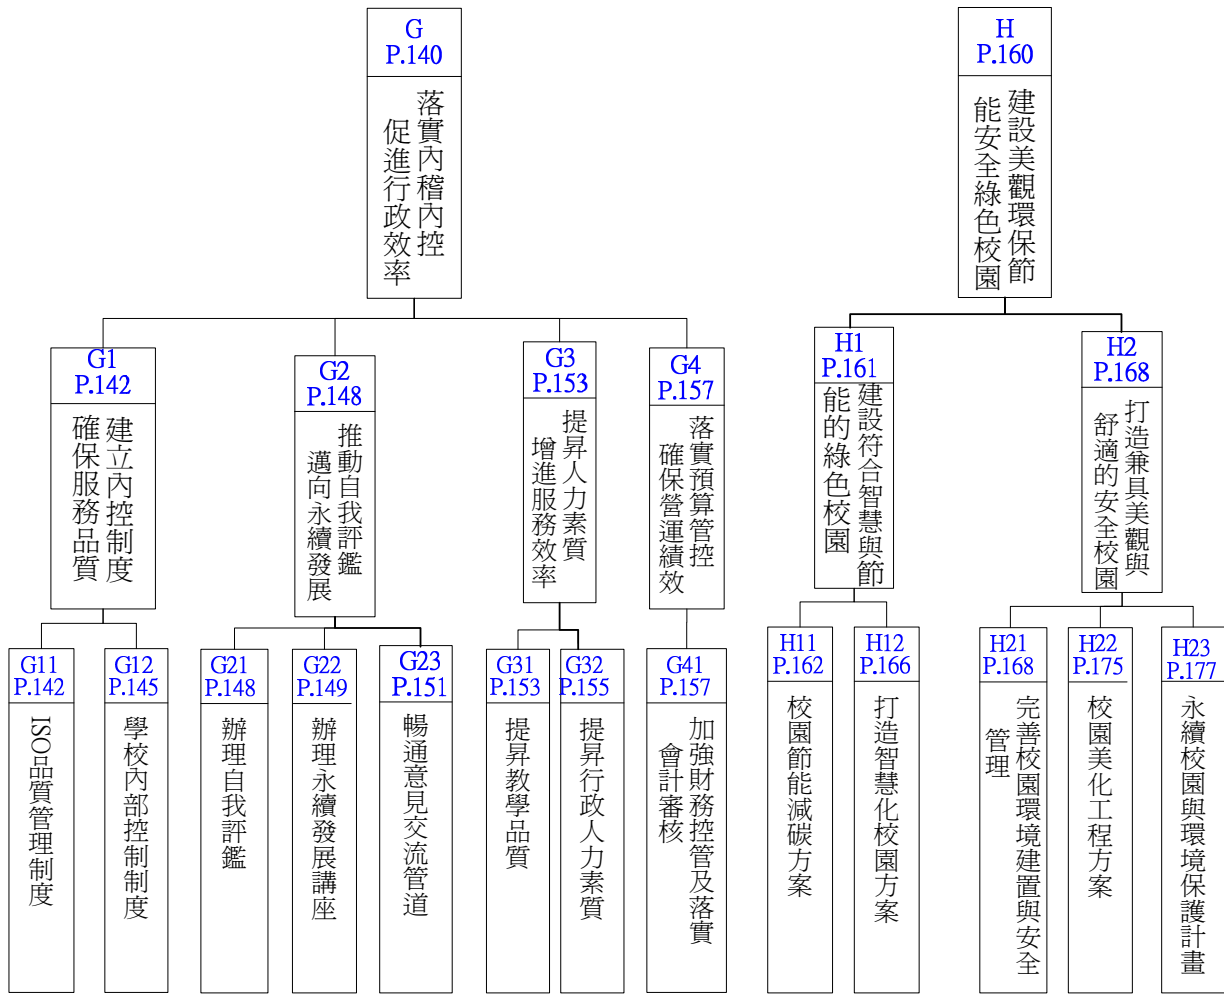 G
P.140
落實內稽內控
促進行政效率
H
P.160
建設美觀環保節
能安全綠色校園
G1
P.142
建立內控制度
確保服務品質
G2
P.148
推動自我評鑑
邁向永續發展
G3
P.153
提昇人力素質
增進服務效率
G4
P.157
落實預算管控
確保營運績效
H1
P.161
建設符合智慧與節
能的綠色校園
H2
P.168
打造兼具美觀與
舒適的安全校園
G11
P.142
ISO品質管理制度
G12
P.145
學校內部控制制度
G21
P.148
辦理自我評鑑
G22
P.149
辦理永續發展講座
G23
P.151
暢通意見交流管道
G31
P.153
提昇教學品質
G32
P.155
提昇行政人力素質
G41
P.157
加強財務控管及落實
會計審核
H11
P.162
校園節能減碳方案
H12
P.166
打造智慧化校園方案
H21
P.168
完善校園環境建置與安全
管理
H22
P.175
校園美化工程方案
H23
P.177
永續校園與環境保護計畫